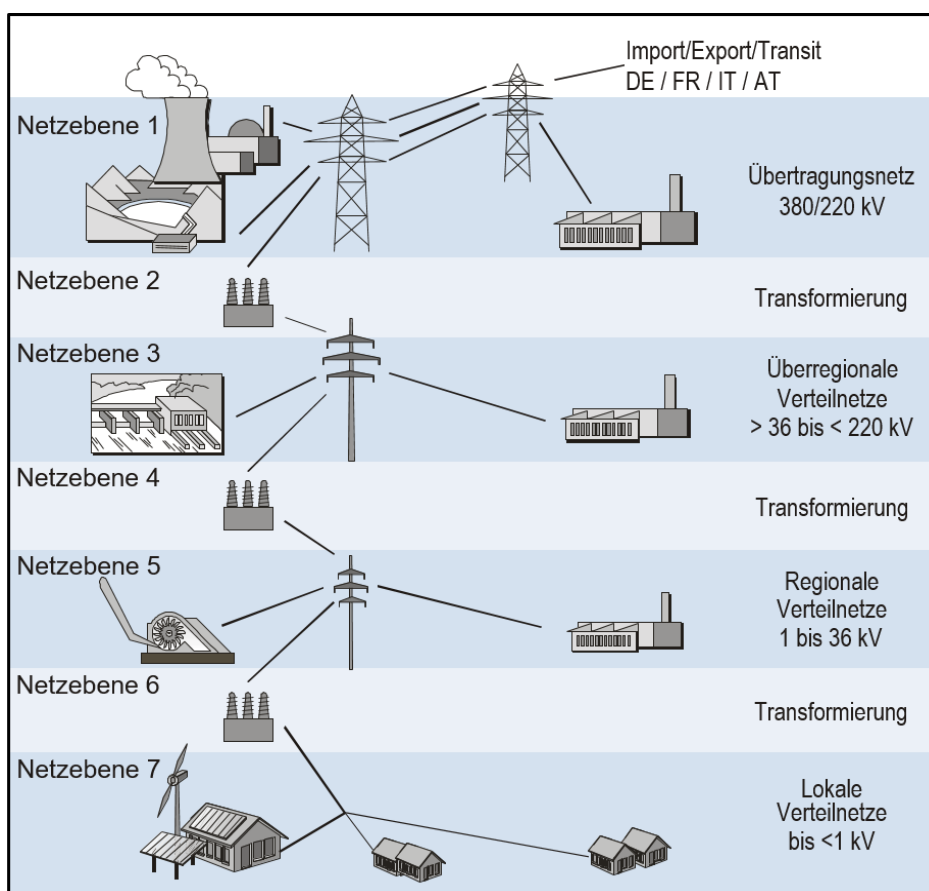 Import/Export/Transit
DE / FR / IT / AT
Netzebene 1
Übertragungsnetz
380/220 kV
Netzebene 2
Transformierung
Netzebene 3
Überregionale
Verteilnetze
> 36 bis < 220 kV
Netzebene 4
Transformierung
Netzebene 5
Regionale
Verteilnetze
1 bis 36 kV
Netzebene 6
Transformierung
Netzebene 7
Lokale
Verteilnetze
bis <1 kV